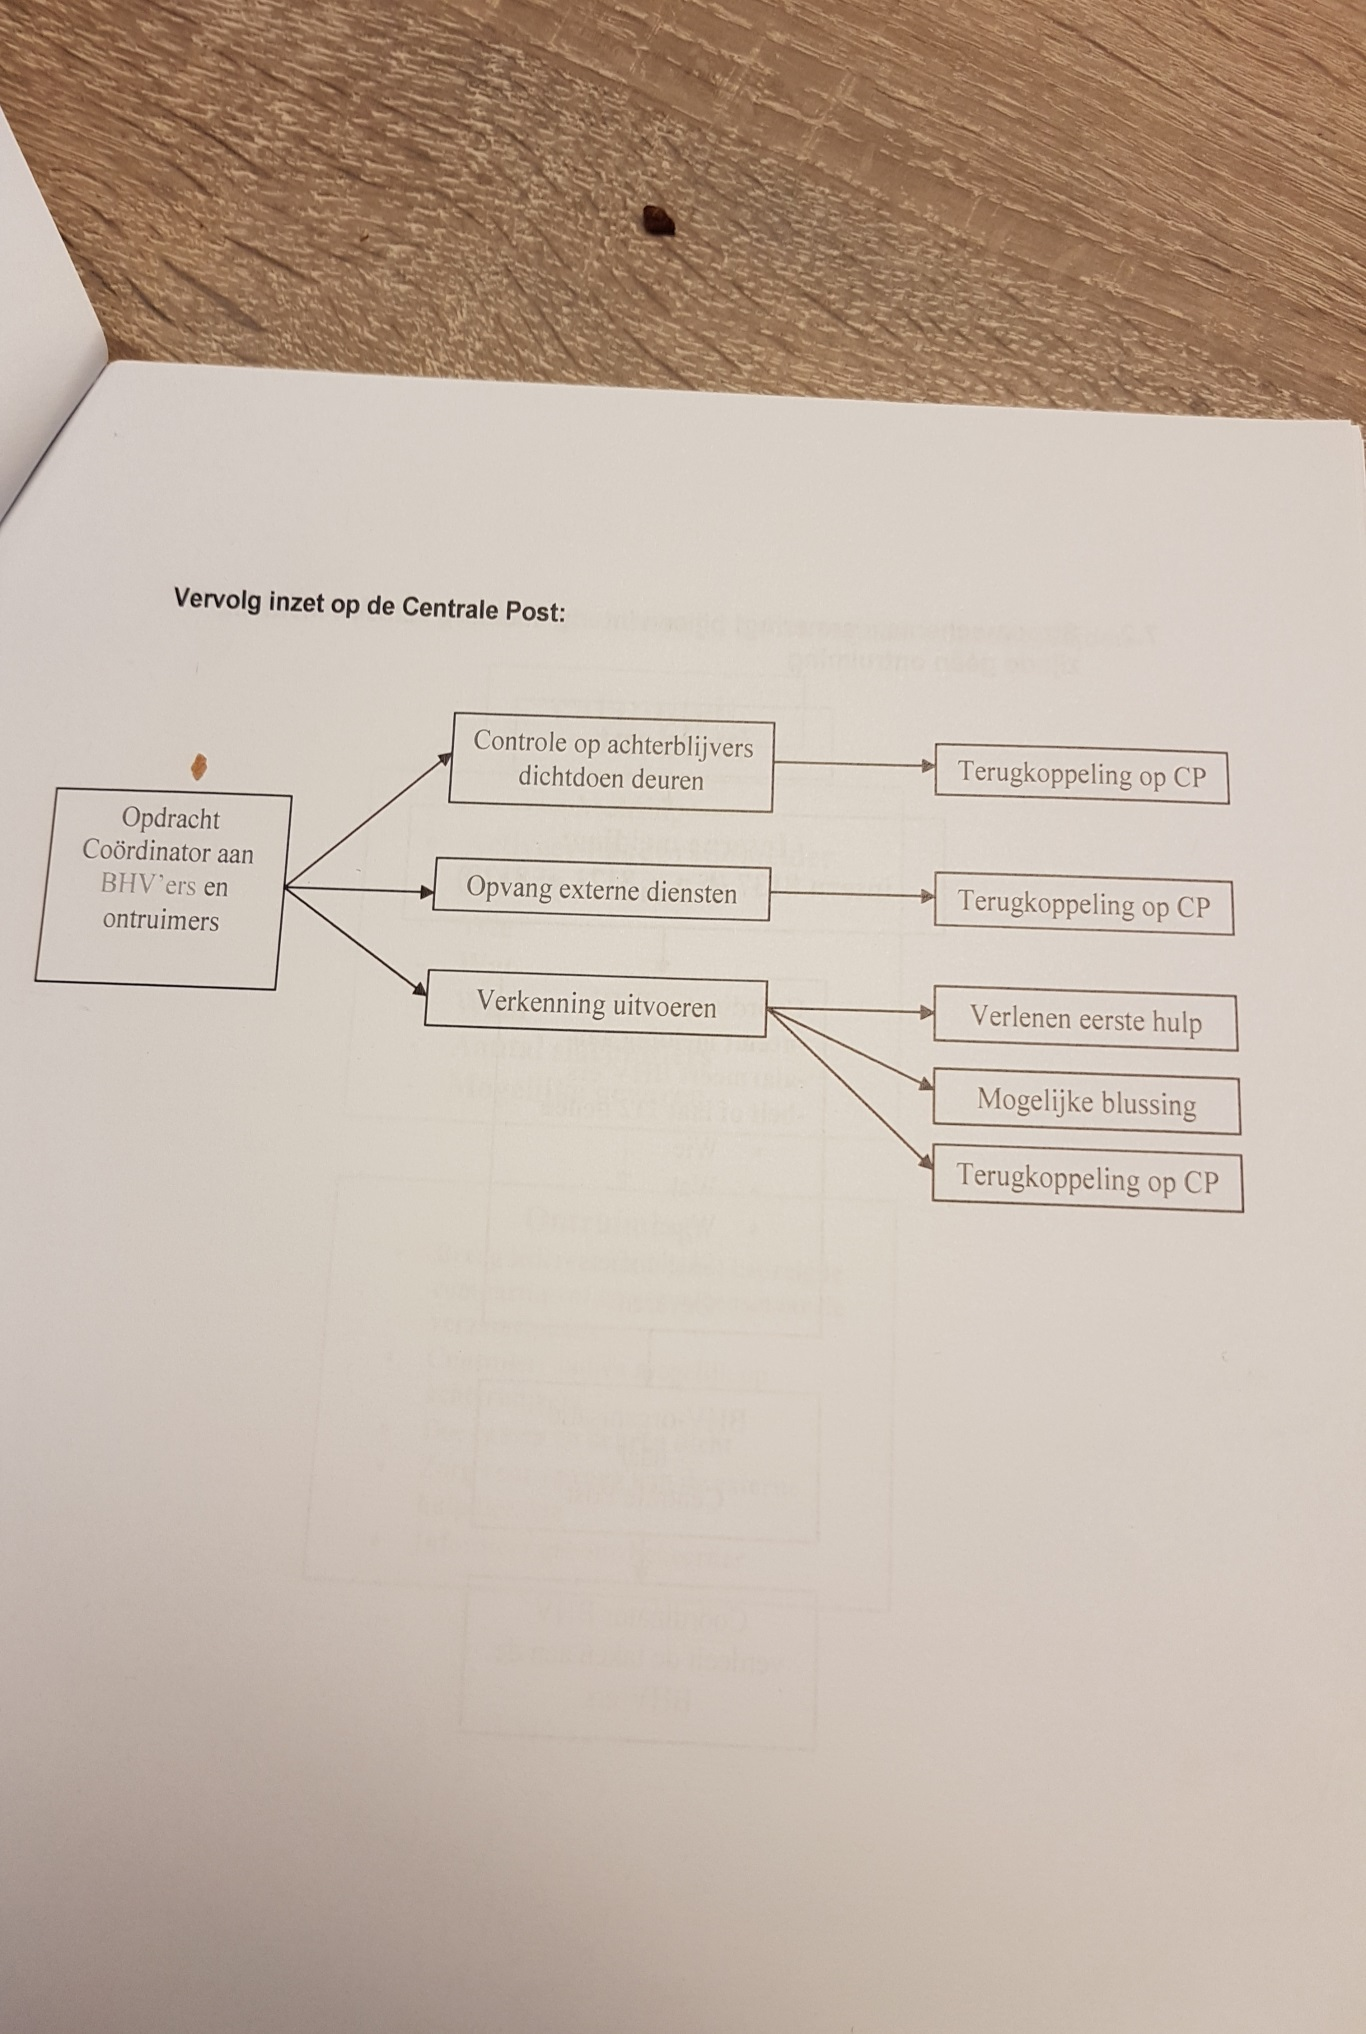 Vervolg inzet op de Centrale Post:
Opdracht
Coördinator aan
BHV'ers en
ontruimers
Controle op achterblijvers
dichtdoen deuren
Terugkoppeling op CP
Opvang externe diensten
Terugkoppeling op CP
Verkenning uitvoeren
Verlenen eerste hulp
Mogelijke blussing
Terugkoppeling op CP